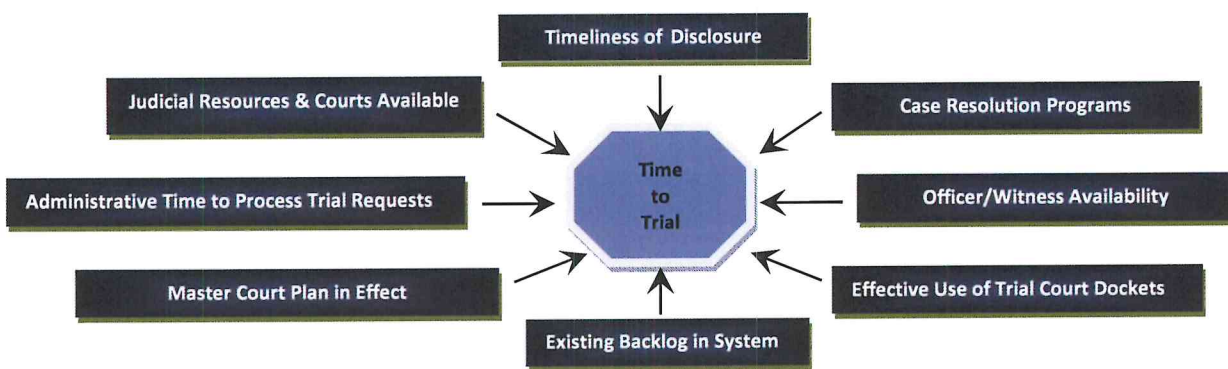 Timeliness of Disclosure
Judicial Resources & Courts Available
Case Resolution Programs
Time
to
Trial
Administrative Time to Process Trial Requests
Officer/Witness Availability
Master Court Plan in Effect
Effective Use of Trial Court Dockets
Existing Backlog in System